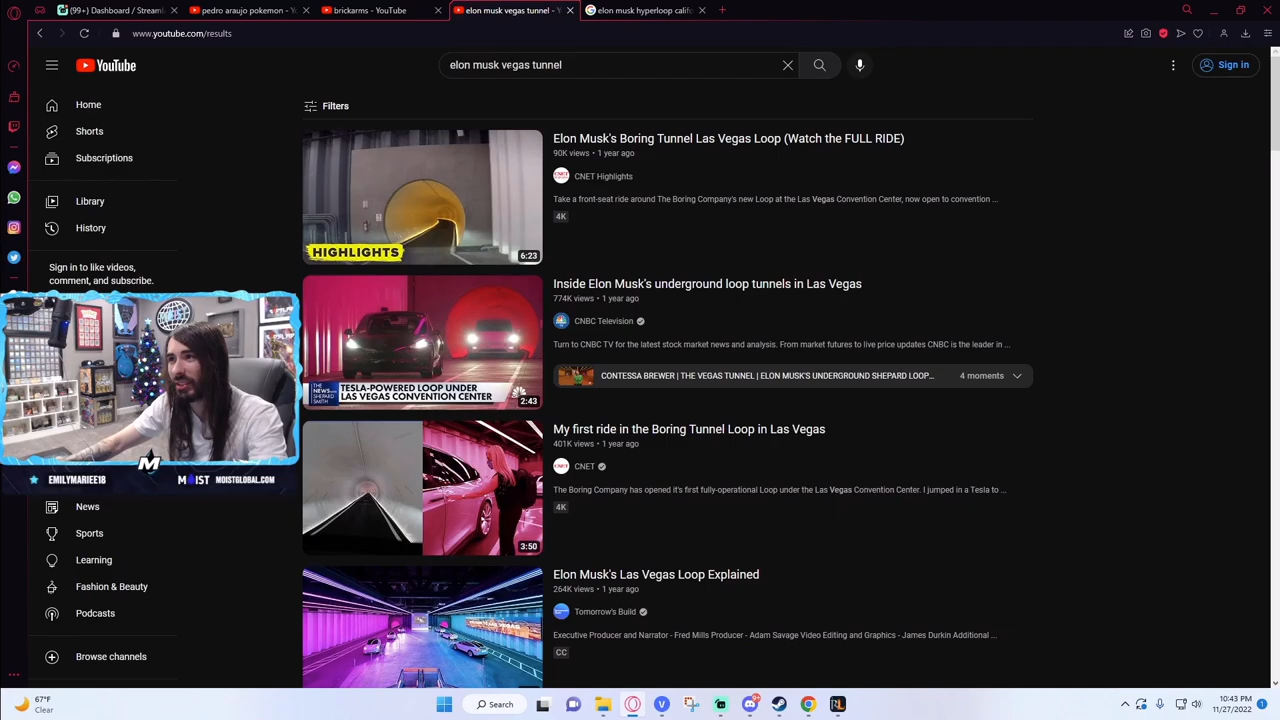 (99+) Dashboard / Streaml
pedro araujo pokemon - Yo
brickarms - YouTube
elon musk vegas tunnel - Y
elon musk hyperloop califo
www.youtube.com/results
YouTube
elon musk vegas tunnel
Sign in
Home
Shorts
Subscriptions
Library
History
Sign in to like videos,
comment, and subscribe.
EMILYMARIEE18
MOIST
MOISTGLOBAL.COM
News
Sports
Learning
Fashion & Beauty
Podcasts
Browse channels
Filters
HIGHLIGHTS
6:23
Elon Musk's Boring Tunnel Las Vegas Loop (Watch the FULL RIDE)
90K views • 1 year ago
CNET Highlights
Take a front-seat ride around The Boring Company's new Loop at the Las Vegas Convention Center, now open to convention ...
4K
THE NEWS
SHEPARD SMITH
TESLA-POWERED LOOP UNDER
LAS VEGAS CONVENTION CENTER
2:43
Inside Elon Musk's underground loop tunnels in Las Vegas
774K views • 1 year ago
CNBC Television
Turn to CNBC TV for the latest stock market news and analysis. From market futures to live price updates CNBC is the leader in ...
CONTESSA BREWER | THE VEGAS TUNNEL | ELON MUSK'S UNDERGROUND SHEPARD LOOP...
4 moments
3:50
My first ride in the Boring Tunnel Loop in Las Vegas
401K views • 1 year ago
CNET
The Boring Company has opened it's first fully-operational Loop under the Las Vegas Convention Center. I jumped in a Tesla to ...
4K
Elon Musk's Las Vegas Loop Explained
264K views • 1 year ago
Tomorrow's Build
Executive Producer and Narrator - Fred Mills Producer - Adam Savage Video Editing and Graphics - James Durkin Additional ...
CC
67°F
Clear
Search
10:43 PM
11/27/2022